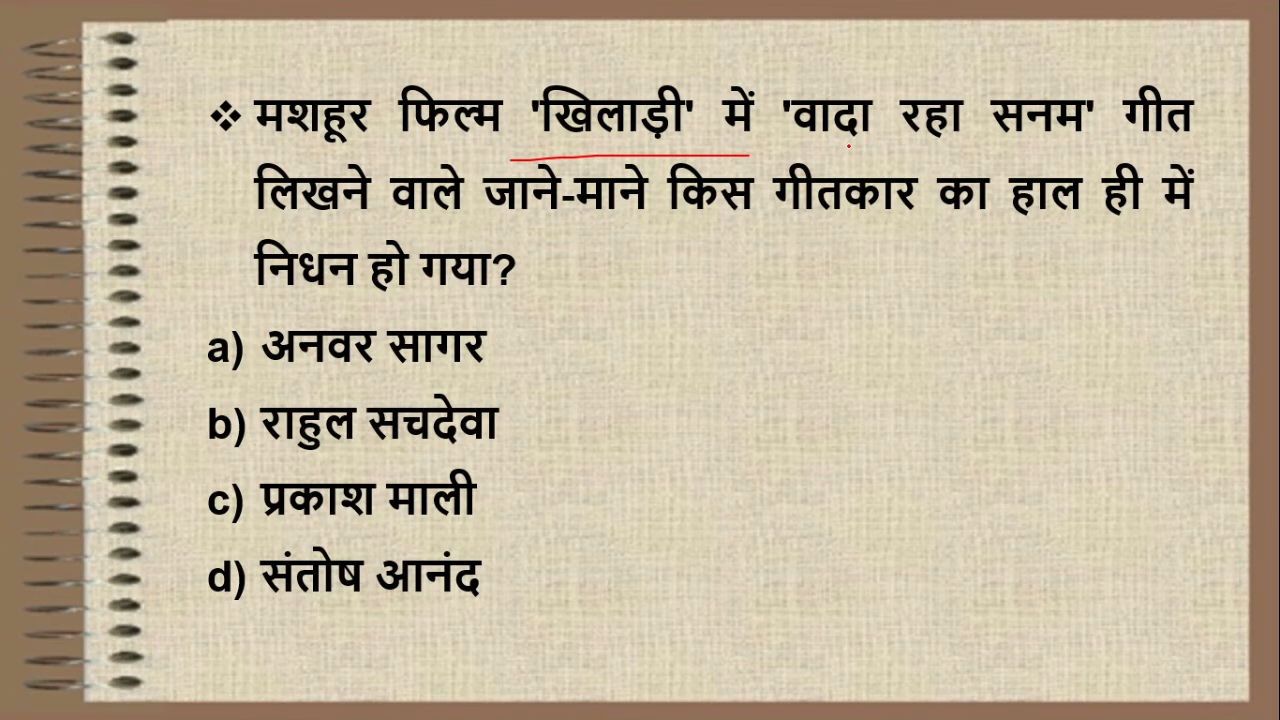 ❖ मशहूर फिल्म 'खिलाड़ी' में 'वादा रहा सनम' गीत
लिखने वाले जाने-माने किस गीतकार का हाल ही में
निधन हो गया?
a) अनवर सागर
b) राहुल सचदेवा
c) प्रकाश माली
d) संतोष आनंद